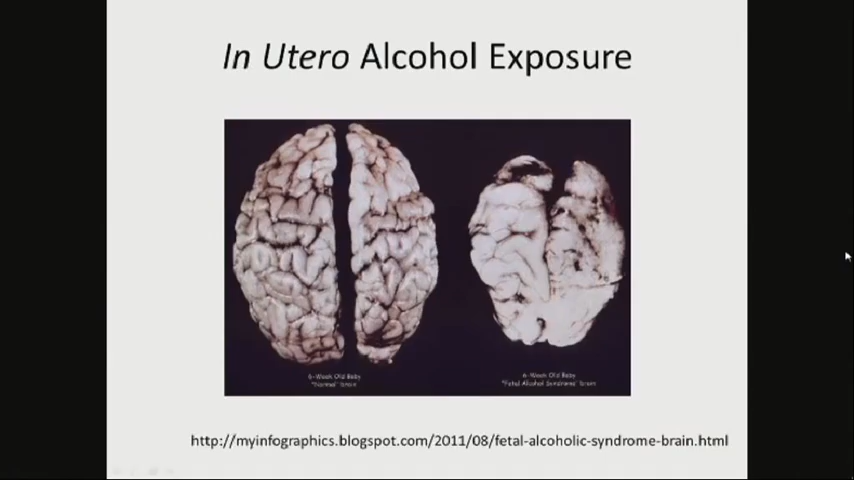 In Utero Alcohol Exposure
6-Week Old Baby
"Normal" brain
6-Week Old Baby
"Fetal Alcohol Syndrome" brain
http://myinfographics.blogspot.com/2011/08/fetal-alcoholic-syndrome-brain.html